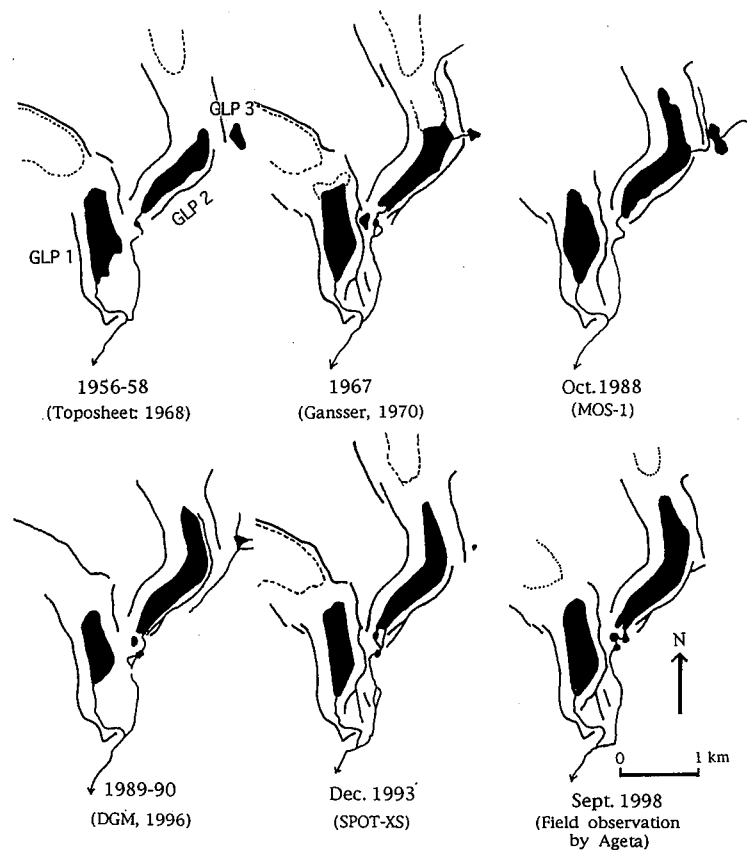 GLP 3
GLP 2
GLP 1
1956-58
(Toposheet: 1968)
1967
(Gansser, 1970)
Oct. 1988
(MOS-1)
1989-90
(DGM, 1996)
Dec. 1993
(SPOT-XS)
N
0 1 km
Sept. 1998
(Field observation
by Ageta)